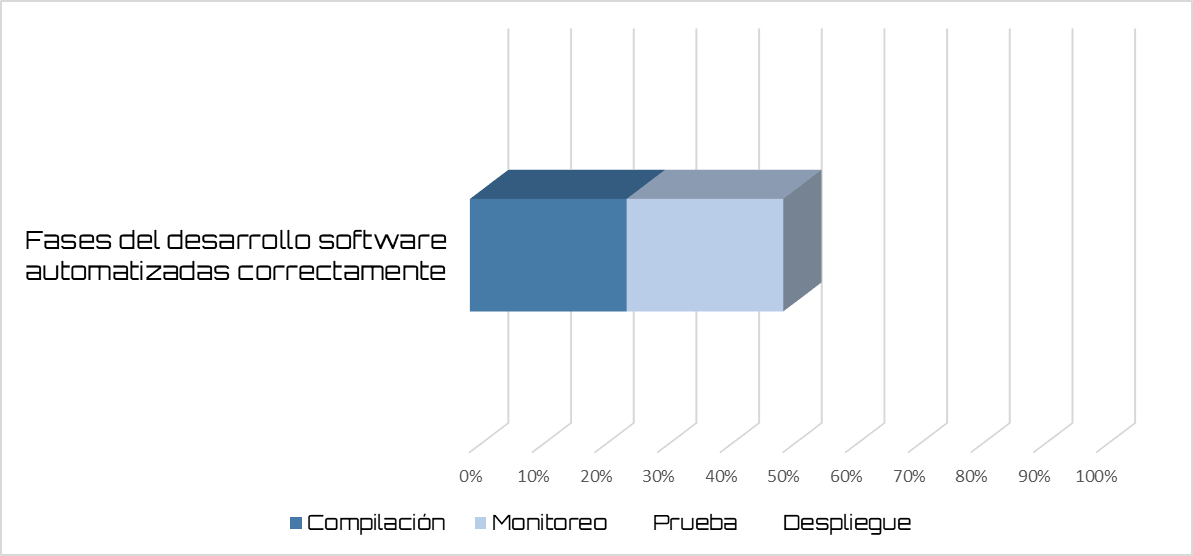 Fases del desarrollo software
automatizadas correctamente
0% 10% 20% 30% 40% 50% 60% 70% 80% 90% 100%
Compilación Monitoreo Prueba Despliegue